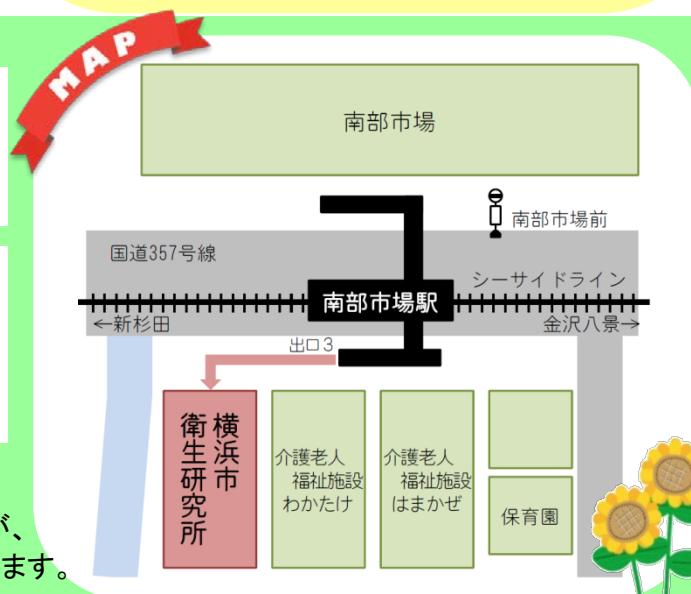 MAP
南部市場
南部市場前
国道357号線
シーサイドライン
南部市場駅
←新杉田
金沢八景→
出口3
横浜市
衛生研究所
介護老人
福祉施設
わかたけ
介護老人
福祉施設
はまかぜ
保育園
が、
ます。